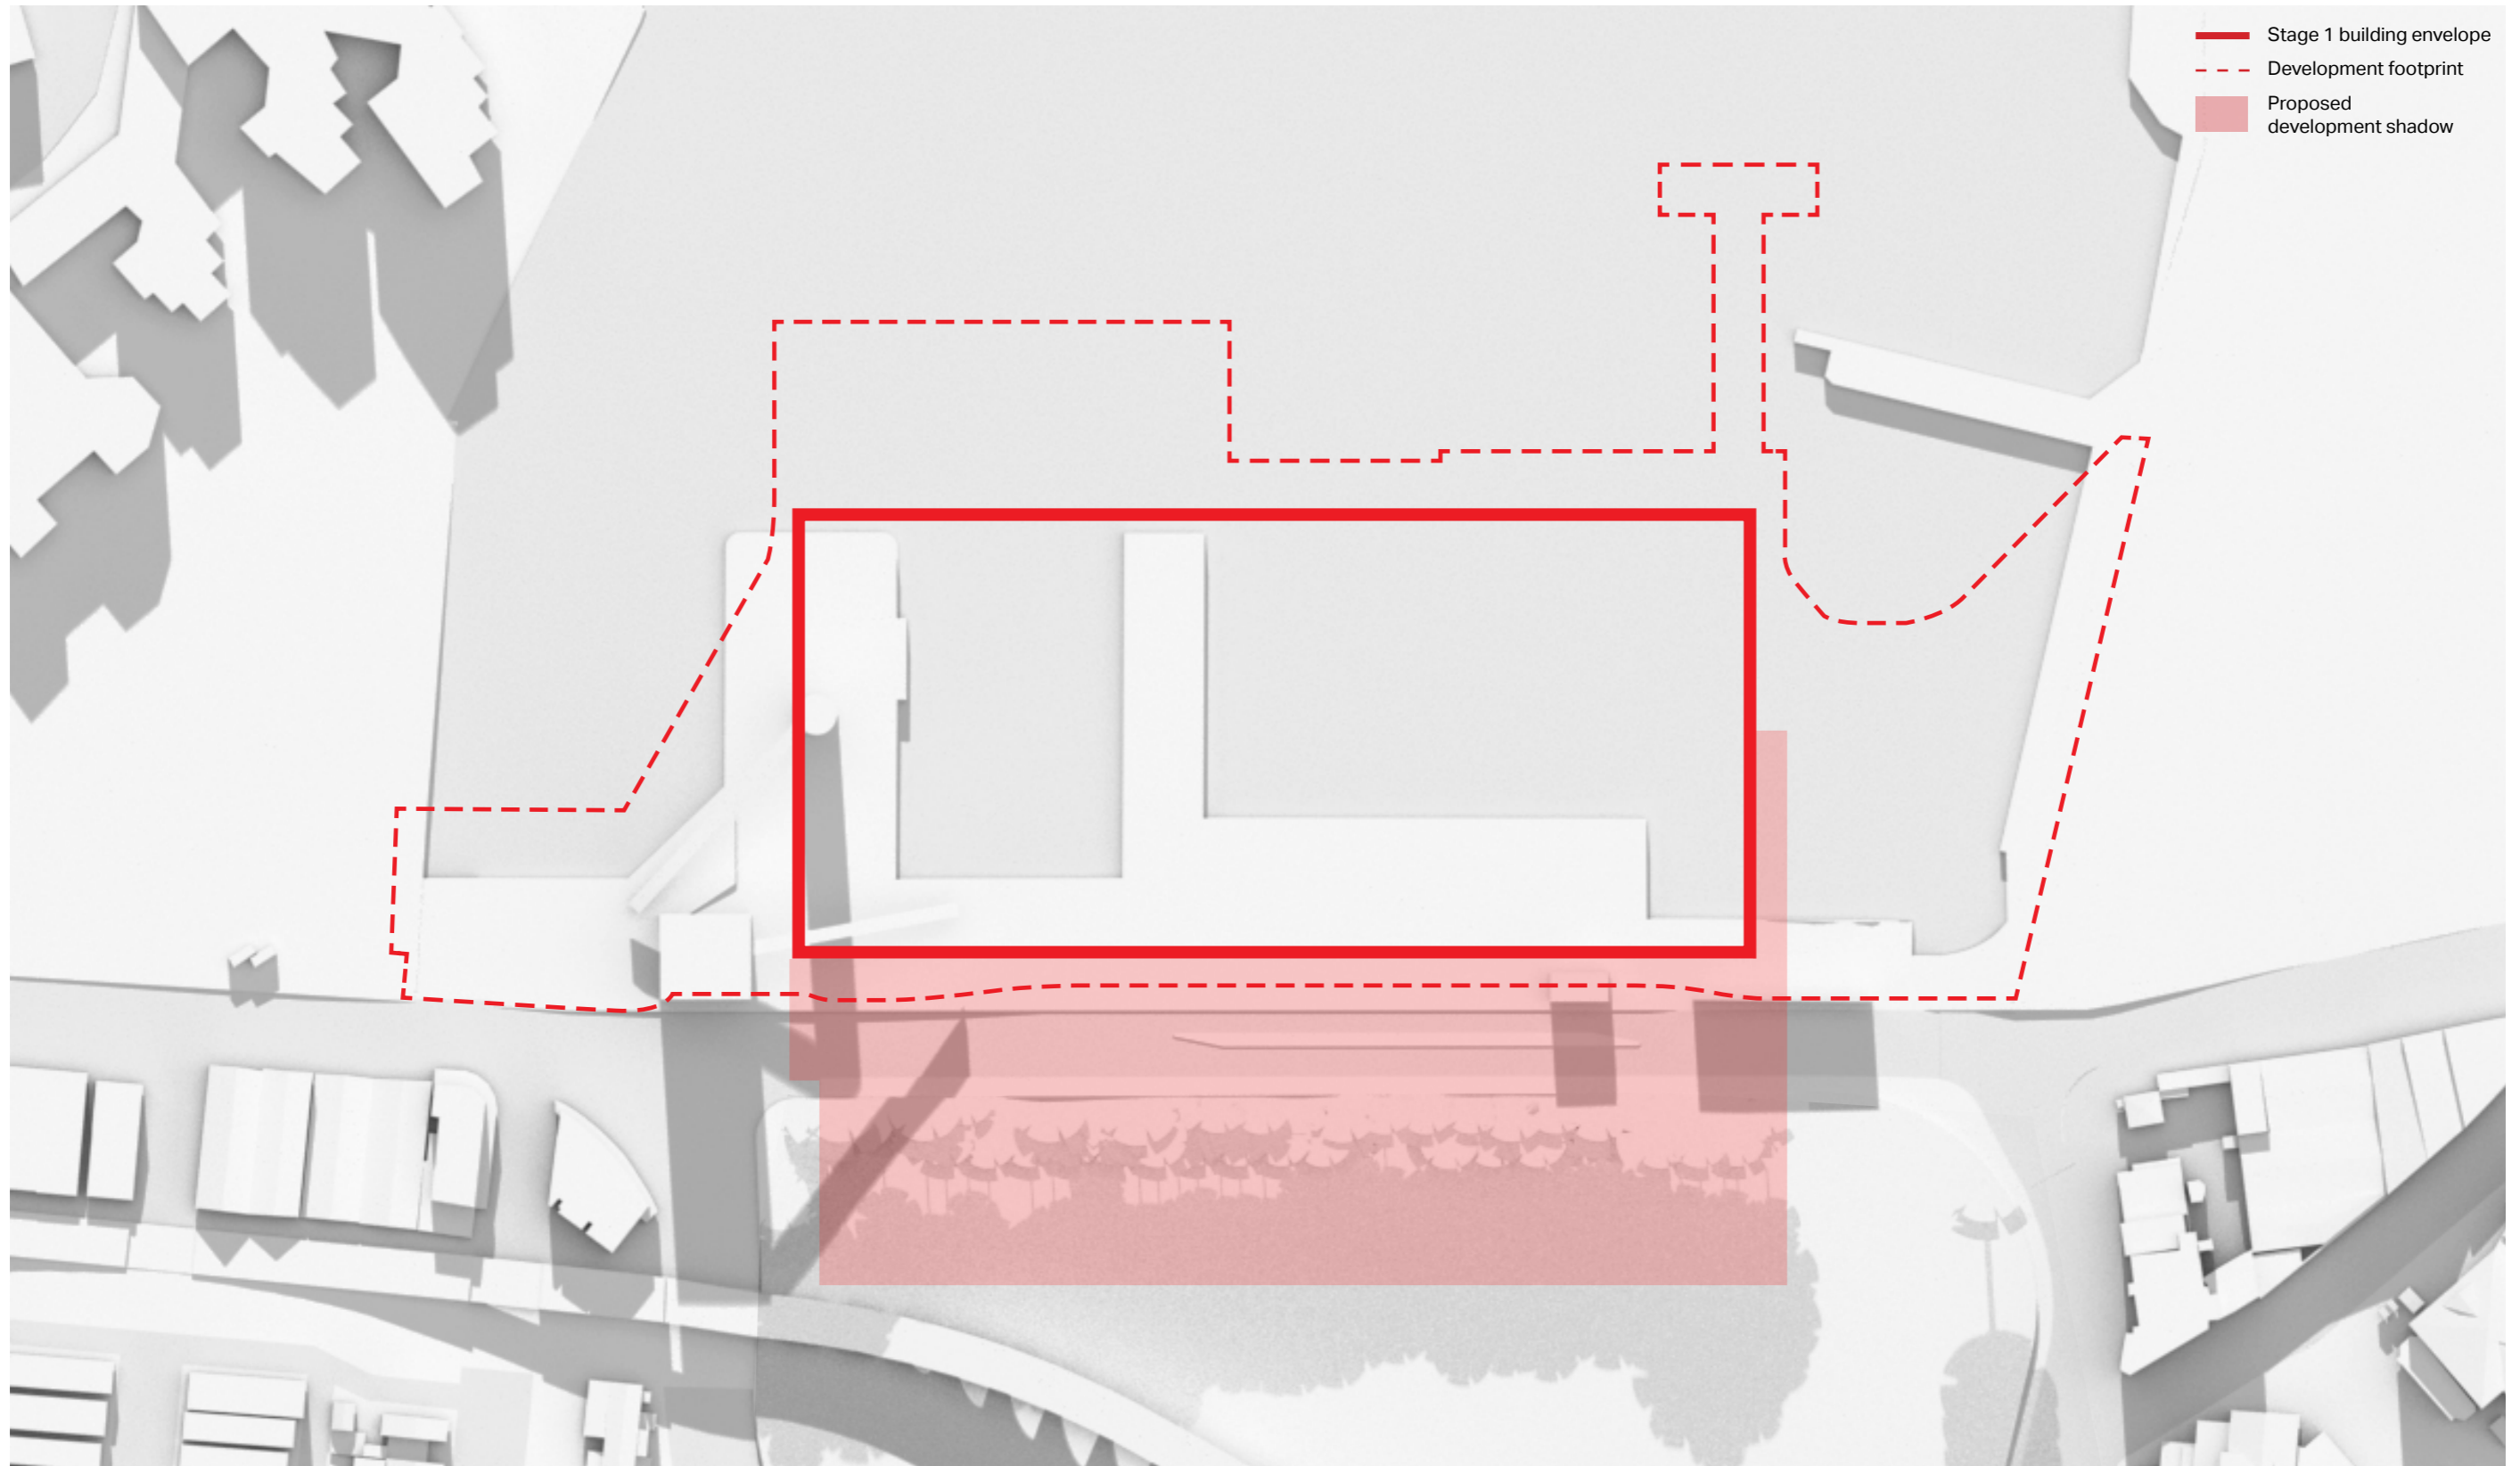 Stage 1 building envelope
Development footprint
Proposed
development shadow